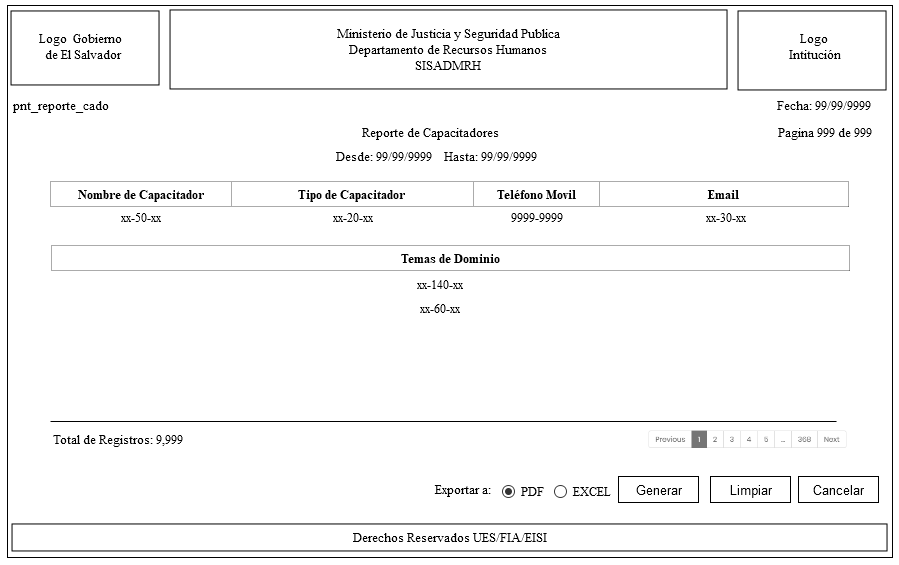 Logo Gobierno
de El Salvador
Ministerio de Justicia y Seguridad Publica
Departamento de Recursos Humanos
SISADMRH
Logo
Intitución
pnt_reporte_cado
Fecha: 99/99/9999
Reporte de Capacitadores
Pagina 999 de 999
Desde: 99/99/9999 Hasta: 99/99/9999
Nombre de Capacitador Tipo de Capacitador Teléfono Movil Email
xx-50-xx xx-20-xx 9999-9999 xx-30-xx
Temas de Dominio
xx-140-xx
xx-60-xx
Total de Registros: 9,999
Previous 1 2 3 4 5 ... 368 Next
Exportar a: PDF EXCEL Generar Limpiar Cancelar
Derechos Reservados UES/FIA/EISI